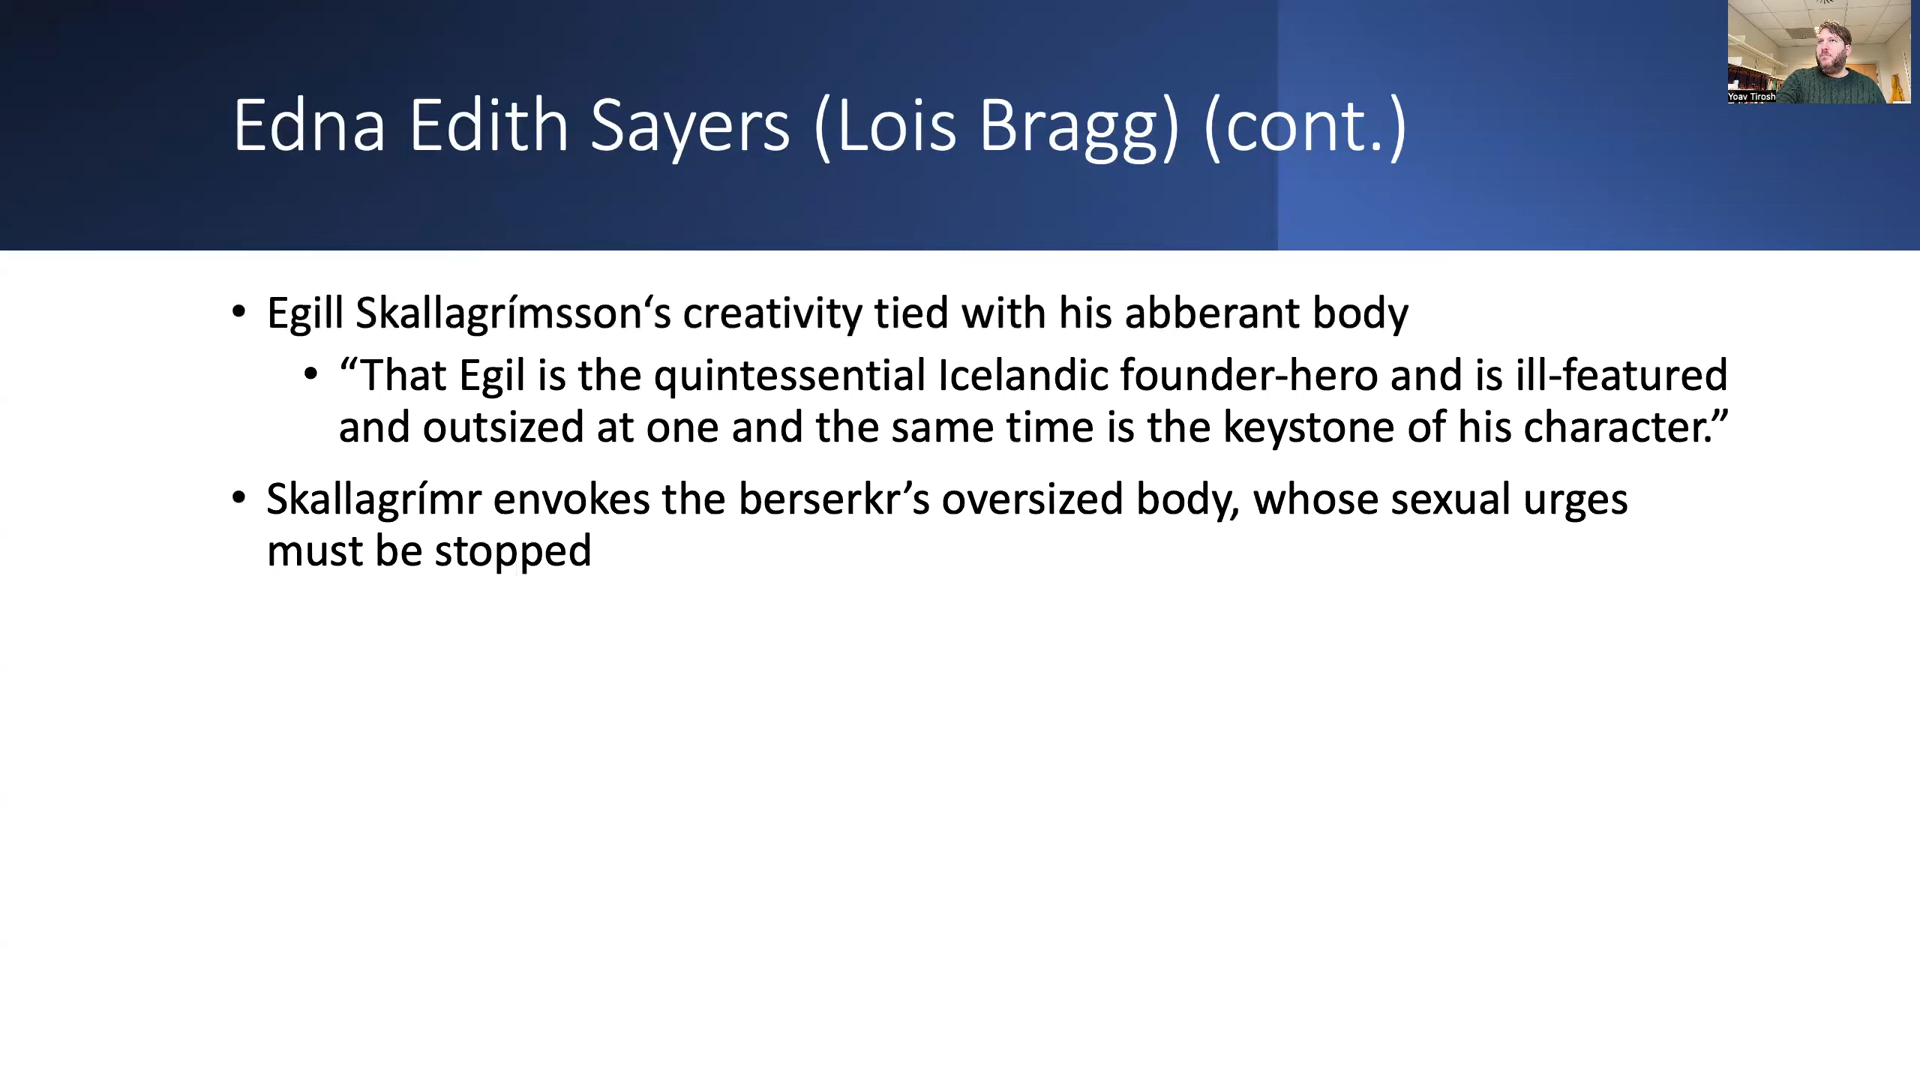 Edna Edith Sayers (Lois Bragg) (cont.)
Yoav Tirosh
• Egill Skallagrímsson‘s creativity tied with his abberant body
• “That Egil is the quintessential Icelandic founder-hero and is ill-featured
and outsized at one and the same time is the keystone of his character.”
• Skallagrímr envokes the berserkr’s oversized body, whose sexual urges
must be stopped